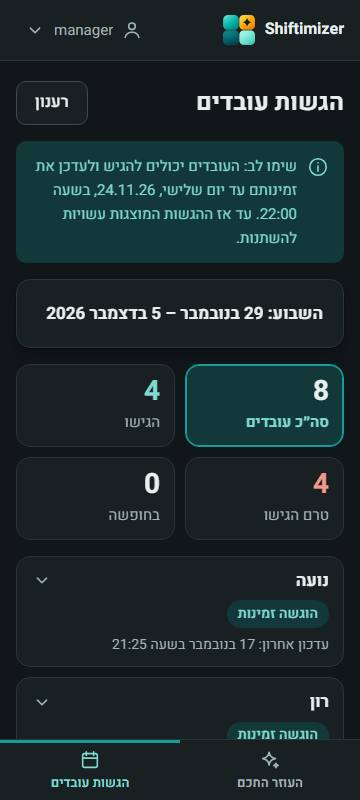 Shiftimizer
manager
הגשות עובדים
רענון
שימו לב: העובדים יכולים להגיש ולעדכן את
זמינותם עד יום שלישי, 24.11.26, בשעה
22:00. עד אז ההגשות המוצגות עשויות
להשתנות.
השבוע: 29 בנובמבר – 5 בדצמבר 2026
8
סה״כ עובדים
4
הגישו
4
טרם הגישו
0
בחופשה
נועה
הוגשה זמינות
עדכון אחרון: 17 בנובמבר בשעה 21:25
רון
הוגשה זמינות
העוזר החכם
הגשות עובדים